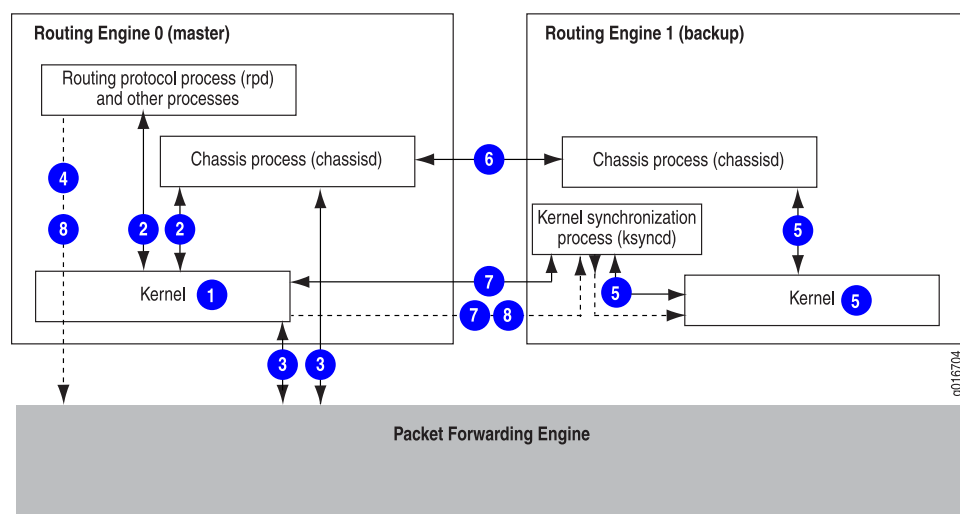 Routing Engine 0 (master)
Routing Engine 1 (backup)
Routing protocol process (rpd)
and other processes
Chassis process (chassisd)
6
Chassis process (chassisd)
4
8
2
2
Kernel synchronization
process (ksyncd)
5
Kernel 1
7
5
Kernel 5
7 8
3
3
g016704
Packet Forwarding Engine